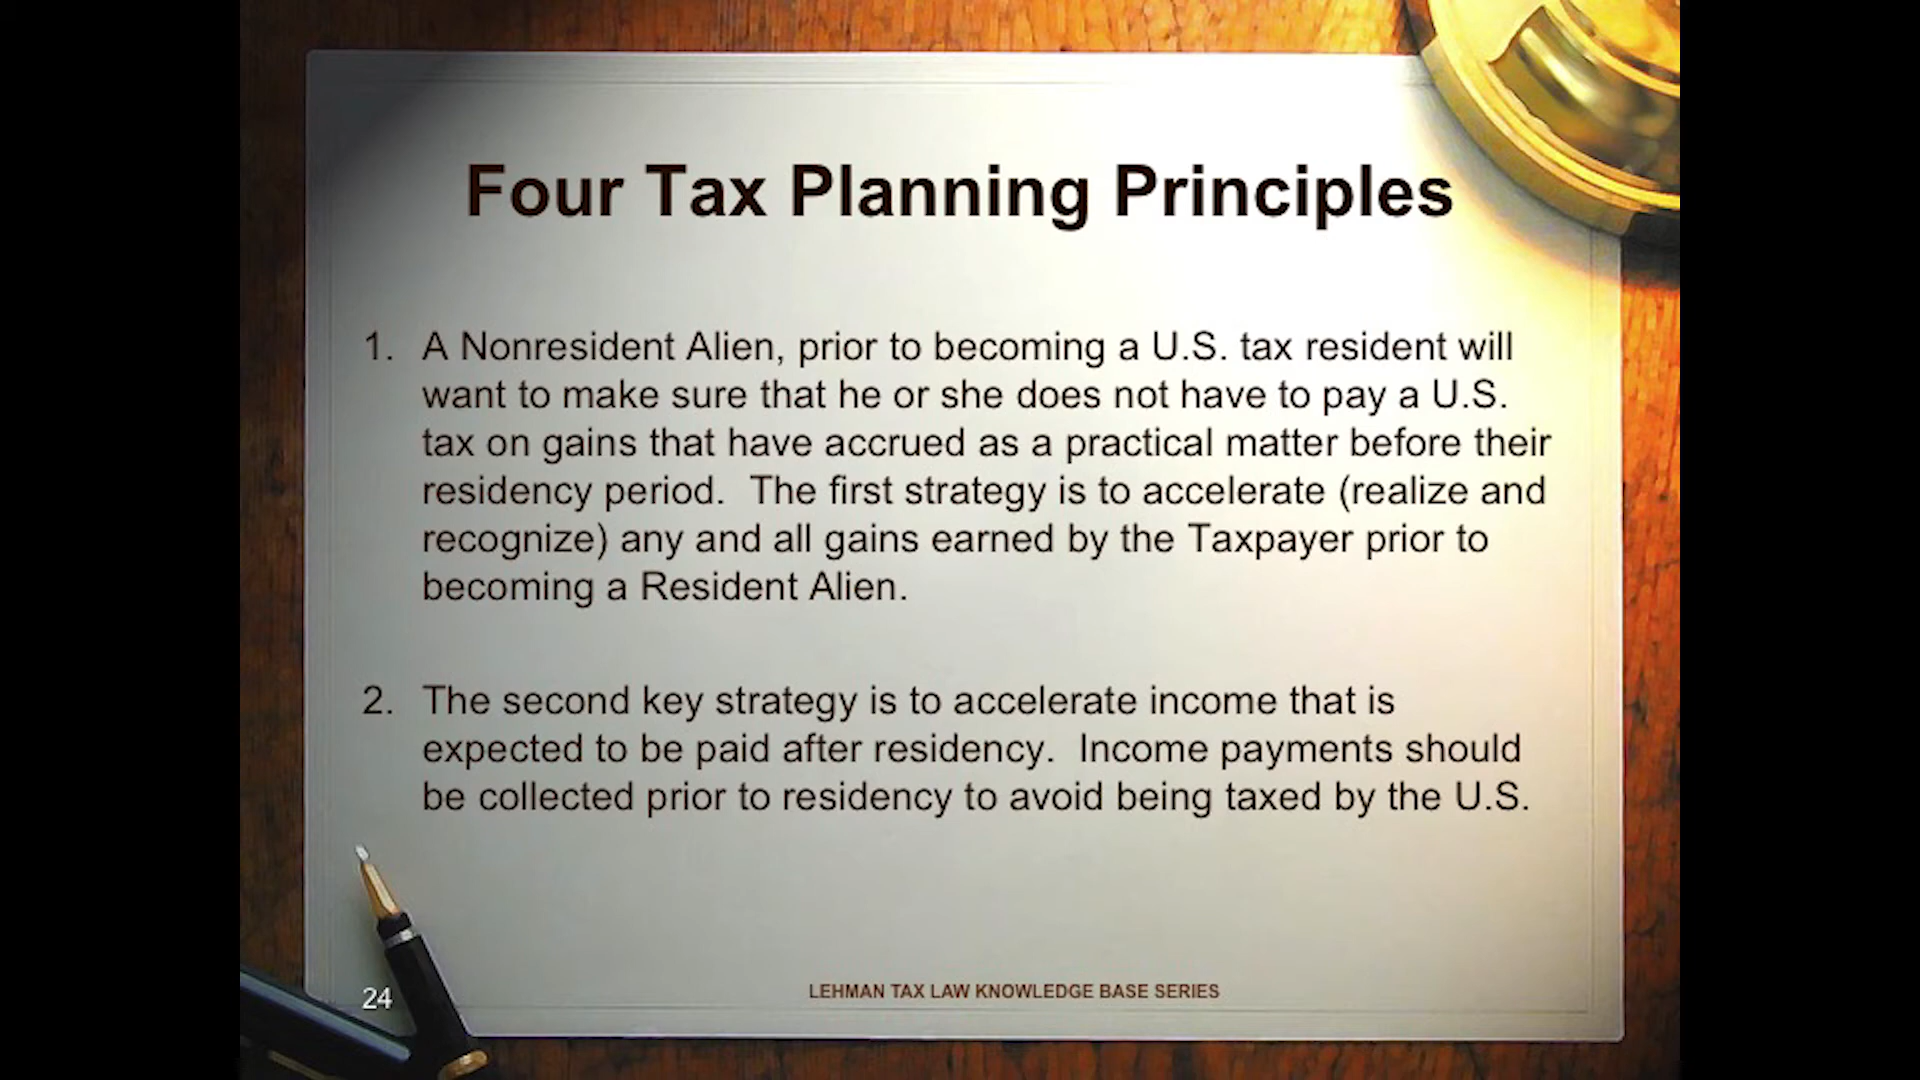 Four Tax Planning Principles
1. A Nonresident Alien, prior to becoming a U.S. tax resident will
want to make sure that he or she does not have to pay a U.S.
tax on gains that have accrued as a practical matter before their
residency period.  The first strategy is to accelerate (realize and
recognize) any and all gains earned by the Taxpayer prior to
becoming a Resident Alien.
2. The second key strategy is to accelerate income that is
expected to be paid after residency.  Income payments should
be collected prior to residency to avoid being taxed by the U.S.
24
LEHMAN TAX LAW KNOWLEDGE BASE SERIES